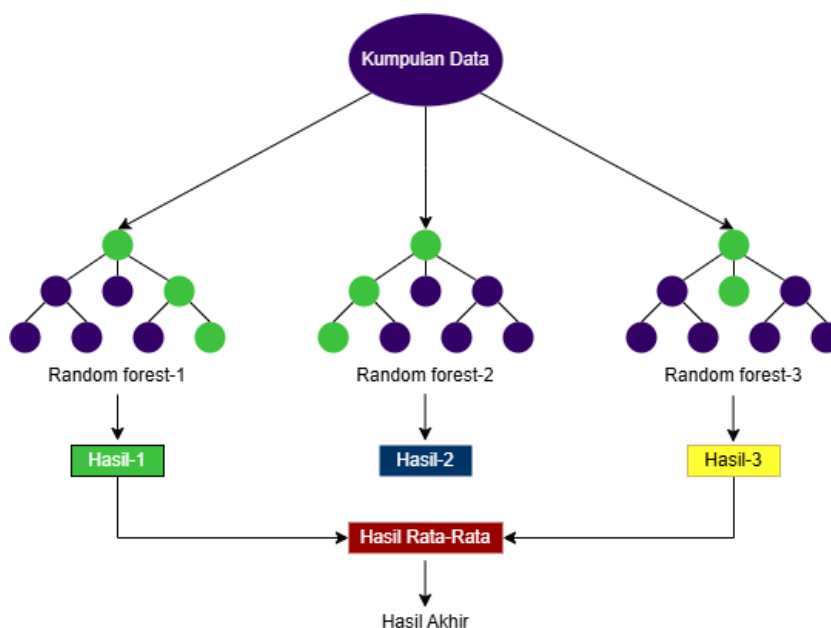 Kumpulan Data
Random forest-1
Random forest-2
Random forest-3
Hasil-1
Hasil-2
Hasil-3
Hasil Rata-Rata
Hasil Akhir